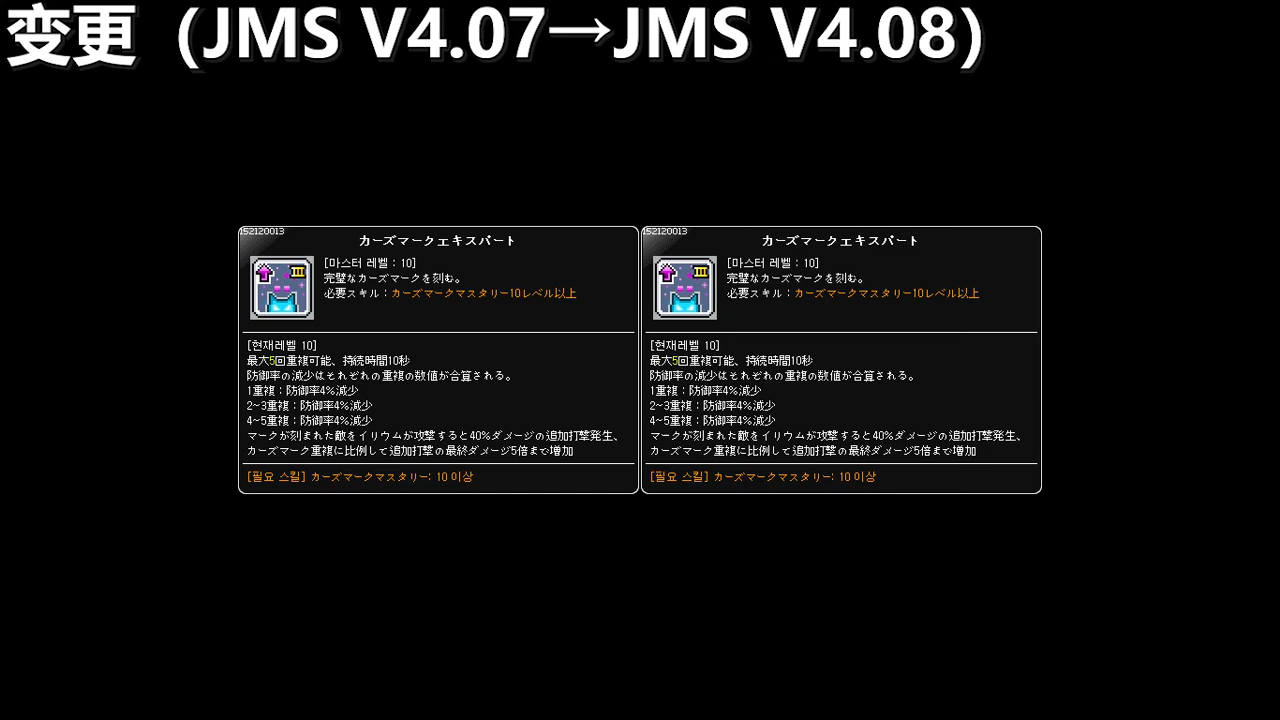 变更（JMS V4.07→JMS V4.08）
152120013
カーズマークエキスパート
[마스터 레벨 : 10]
完璧なカーズマークを刻む。
必要スキル：カーズマークマスタリー10レベル以上
[현재레벨 10]
最大5回重複可能、持続時間10秒
防御率の減少はそれぞれの重複の数値が合算される。
1重複：防御率4%減少
2~3重複：防御率4%減少
4~5重複：防御率4%減少
マークが刻まれた敵をイリウムが攻撃すると40%ダメージの追加打撃発生、
カーズマーク重複に比例して追加打撃の最終ダメージ5倍まで増加
[필요 스킬] カーズマークマスタリー: 10 이상
152120013
カーズマークエキスパート
[마스터 레벨 : 10]
完璧なカーズマークを刻む。
必要スキル：カーズマークマスタリー10レベル以上
[현재레벨 10]
最大5回重複可能、持続時間10秒
防御率の減少はそれぞれの重複の数値が合算される。
1重複：防御率4%減少
2~3重複：防御率4%減少
4~5重複：防御率4%減少
マークが刻まれた敵をイリウムが攻撃すると40%ダメージの追加打撃発生、
カーズマーク重複に比例して追加打撃の最終ダメージ5倍まで増加
[필요 스킬] カーズマークマスタリー: 10 이상